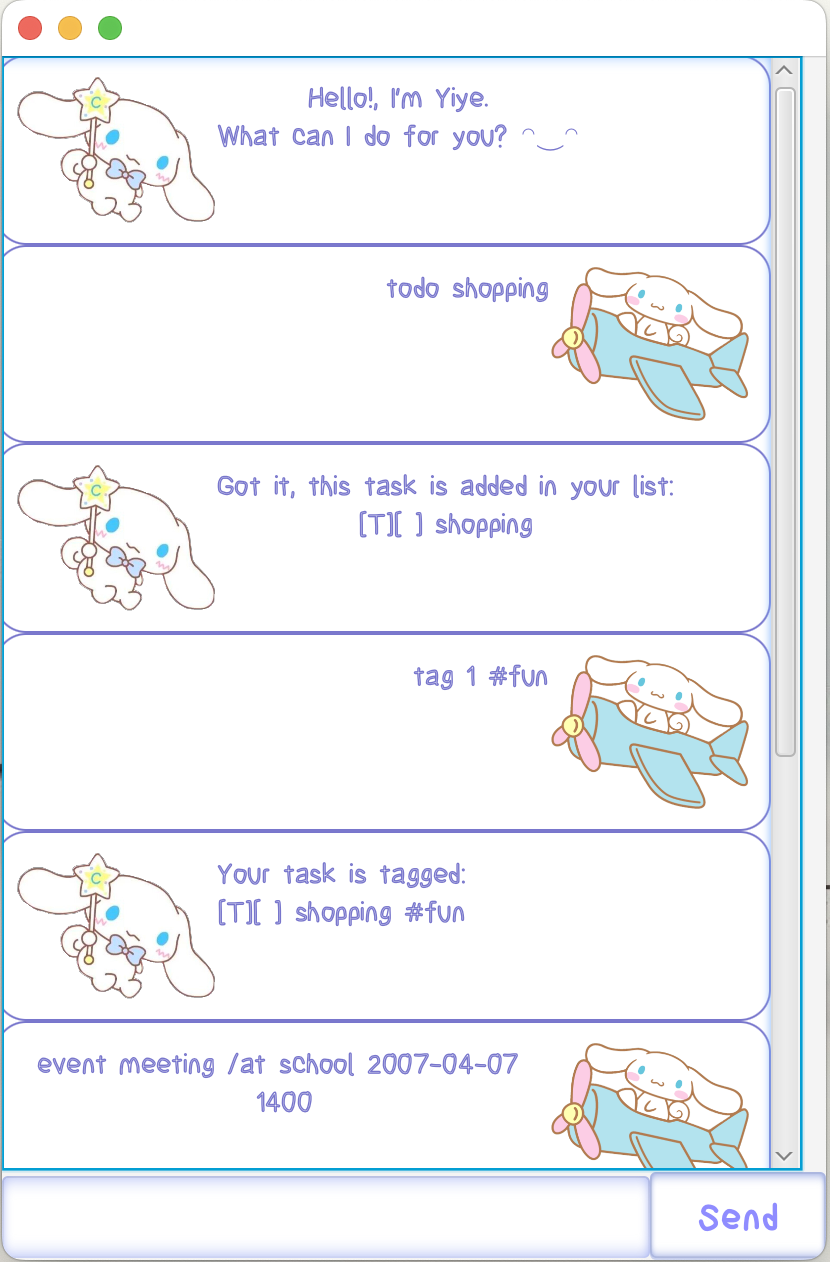 C
Hello!, I'm Yiye.
What can I do for you? ◠‿◠
todo shopping
C
Got it, this task is added in your list:
[T][ ] shopping
tag 1 #fun
C
Your task is tagged:
[T][ ] shopping #fun
event meeting /at school 2007-04-07
1400
Send